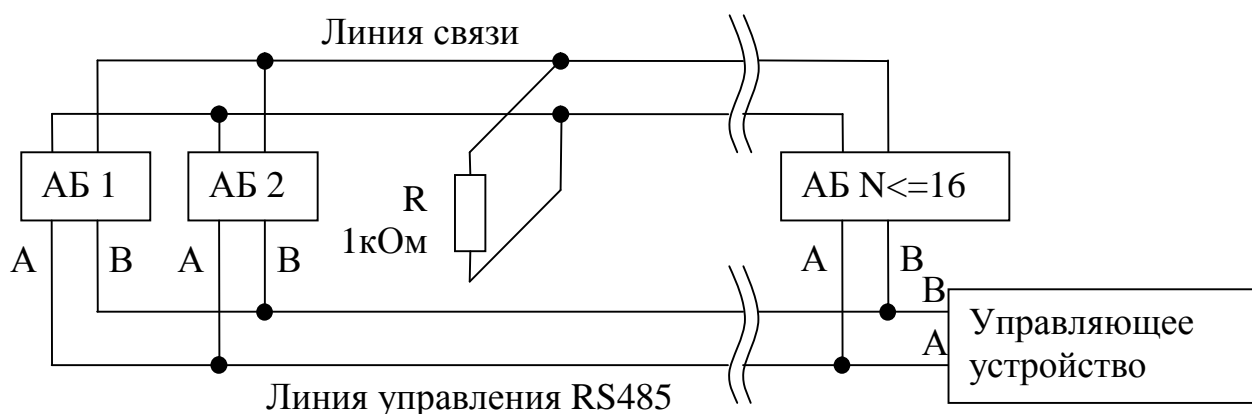 Линия связи
АБ 1
АБ 2
R
1кОм
АБ N<=16
А
В
А
В
А
В
В
А
Управляющее
устройство
Линия управления RS485